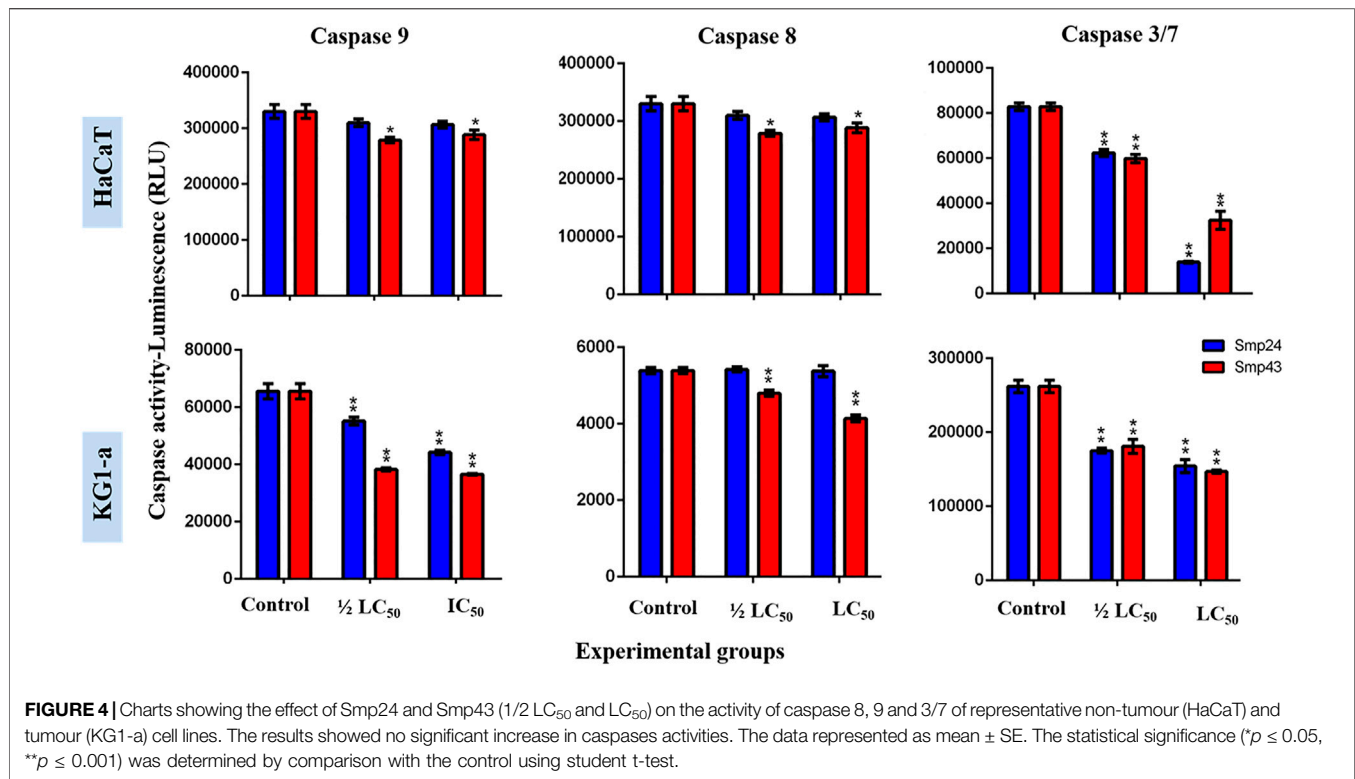 Caspase 9
Caspase 8
Caspase 3/7
HaCaT
KG1-a
Caspase activity-Luminescence (RLU)
400000
300000
200000
100000
0
400000
300000
200000
100000
0
100000
80000
60000
40000
20000
0
* *
* *
** ** ** **
80000
60000
40000
20000
0
6000
4000
2000
0
300000
200000
100000
0
** ** ** **
** **
** ** ** **
Smp24
Smp43
Control ½ LC₅₀ IC₅₀
Control ½ LC₅₀ LC₅₀
Control ½ LC₅₀ LC₅₀
Experimental groups
FIGURE 4 | Charts showing the effect of Smp24 and Smp43 (1/2 LC₅₀ and LC₅₀) on the activity of caspase 8, 9 and 3/7 of representative non-tumour (HaCaT) and
tumour (KG1-a) cell lines. The results showed no significant increase in caspases activities. The data represented as mean ± SE. The statistical significance (*p ≤ 0.05,
**p ≤ 0.001) was determined by comparison with the control using student t-test.